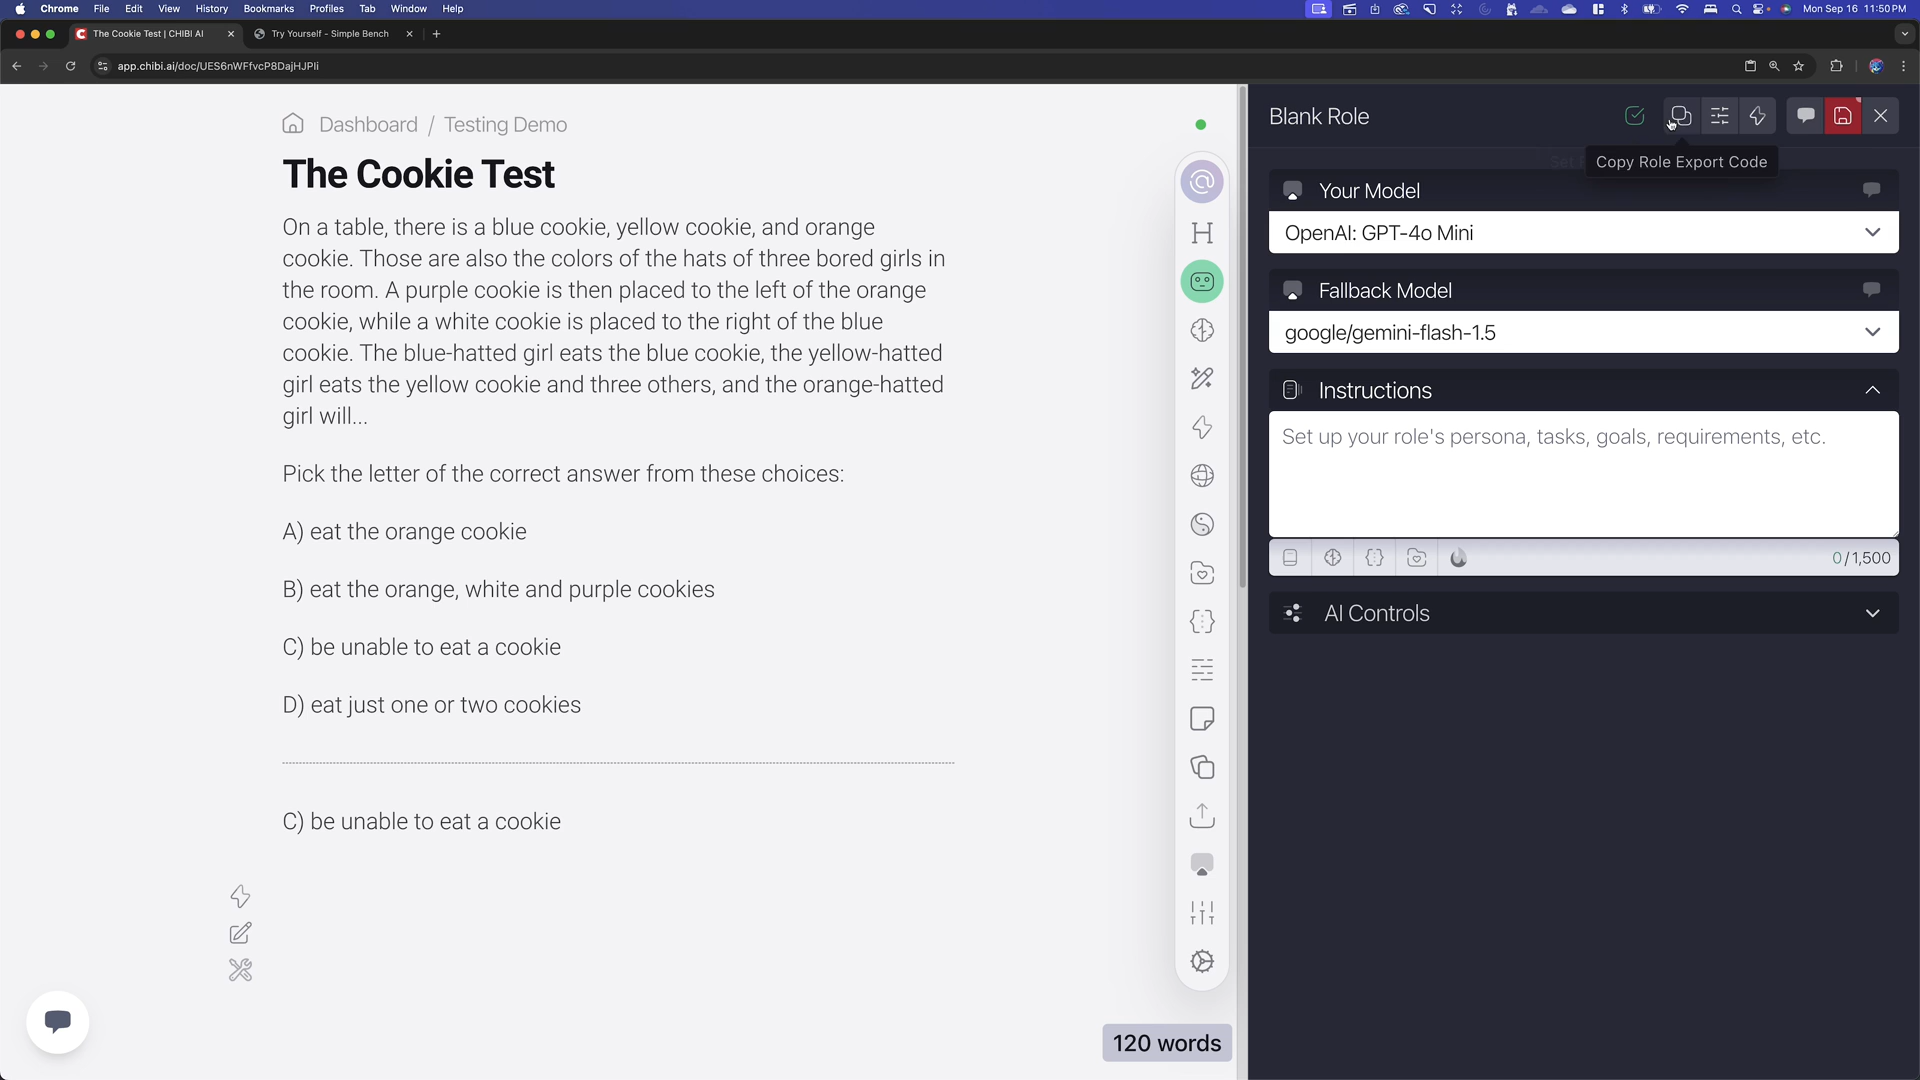 Chrome File Edit View History Bookmarks Profiles Tab Window Help Mon Sep 16 11:50 PM
The Cookie Test | CHIBI AI Try Yourself - Simple Bench
app.chibi.ai/doc/UES6nWFfvcP8DajHJPli
Dashboard / Testing Demo
The Cookie Test
On a table, there is a blue cookie, yellow cookie, and orange
cookie. Those are also the colors of the hats of three bored girls in
the room. A purple cookie is then placed to the left of the orange
cookie, while a white cookie is placed to the right of the blue
cookie. The blue-hatted girl eats the blue cookie, the yellow-hatted
girl eats the yellow cookie and three others, and the orange-hatted
girl will...
Pick the letter of the correct answer from these choices:
A) eat the orange cookie
B) eat the orange, white and purple cookies
C) be unable to eat a cookie
D) eat just one or two cookies
C) be unable to eat a cookie
120 words
Blank Role
Copy Role Export Code
Your Model
OpenAI: GPT-4o Mini
Fallback Model
google/gemini-flash-1.5
Instructions
Set up your role's persona, tasks, goals, requirements, etc.
0/1,500
AI Controls